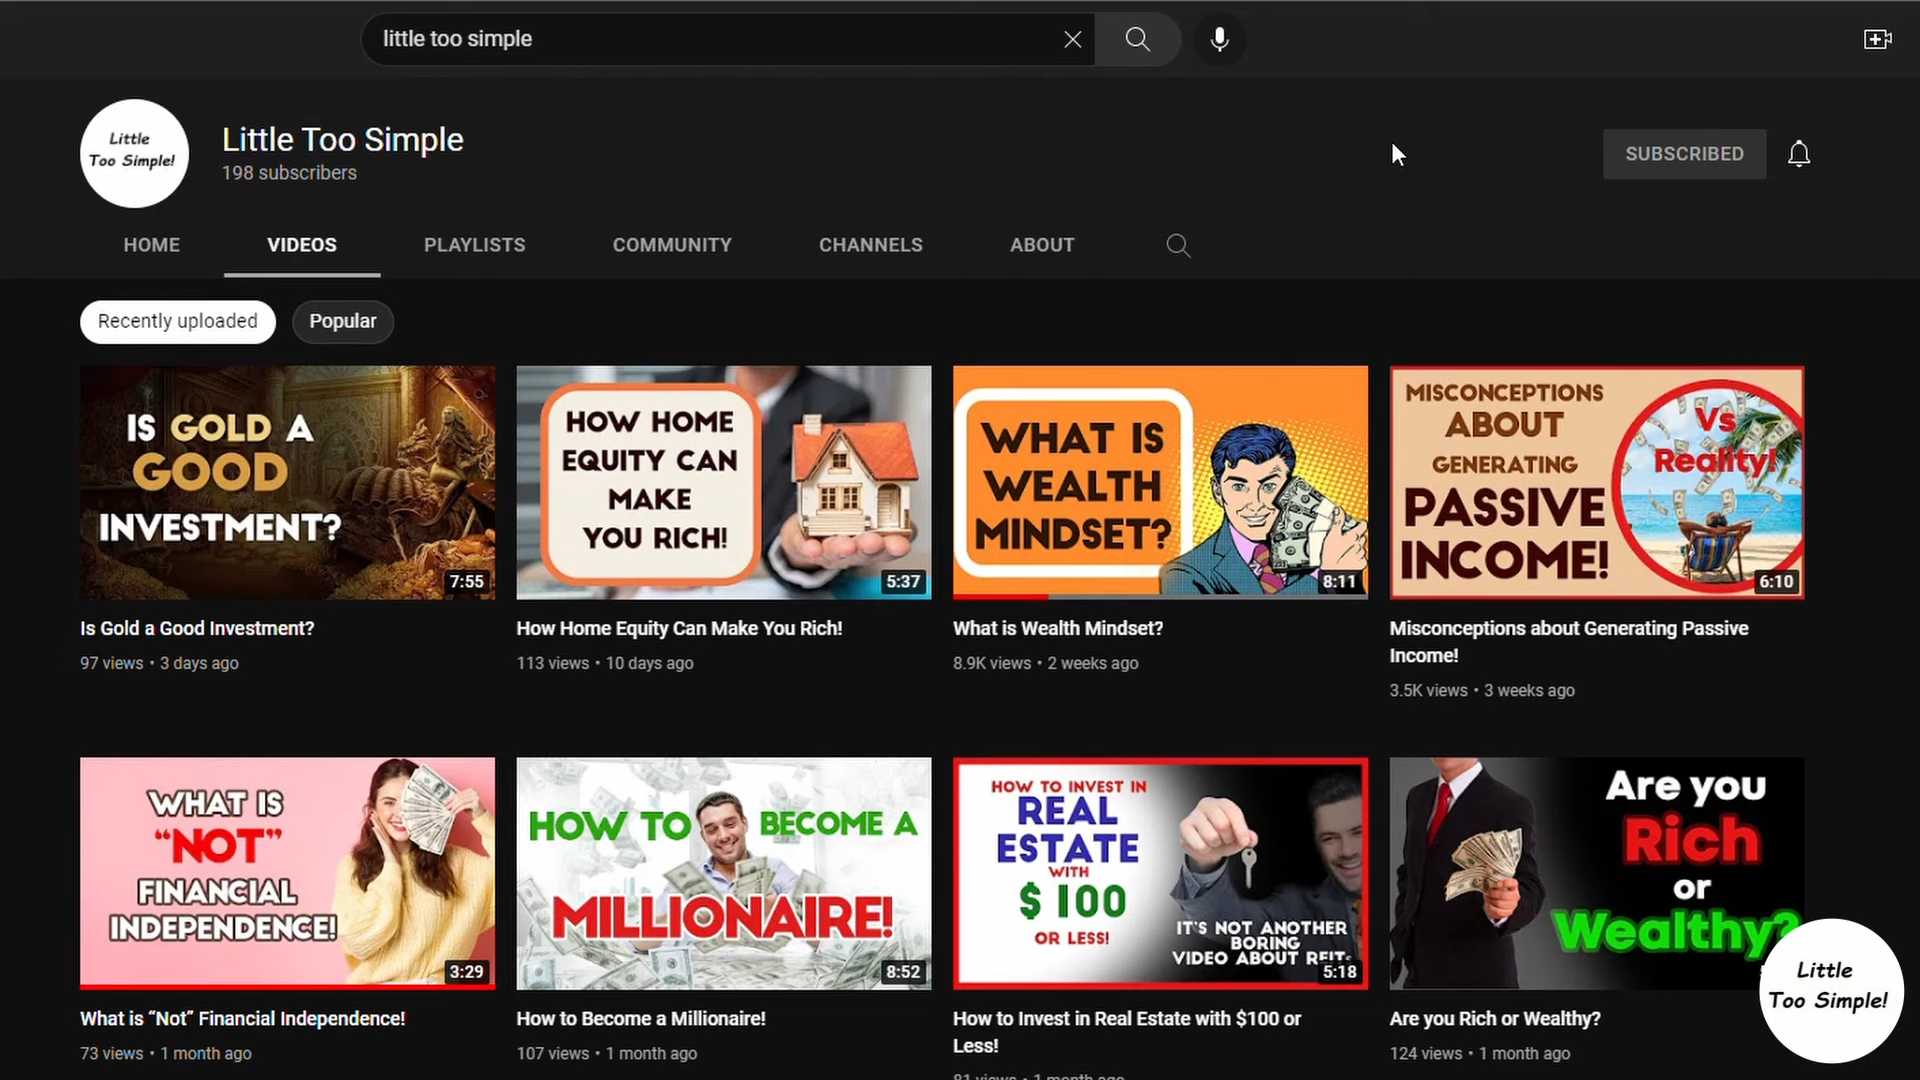 little too simple
Little
Too Simple!
Little Too Simple
198 subscribers
SUBSCRIBED
HOME
VIDEOS
PLAYLISTS
COMMUNITY
CHANNELS
ABOUT
Recently uploaded
Popular
IS GOLD A
GOOD
INVESTMENT?
7:55
HOW HOME
EQUITY CAN
MAKE
YOU RICH!
5:37
WHAT IS
WEALTH
MINDSET?
8:11
MISCONCEPTIONS
ABOUT
GENERATING
PASSIVE
INCOME!
Vs
Reality!
6:10
Is Gold a Good Investment?
97 views • 3 days ago
How Home Equity Can Make You Rich!
113 views • 10 days ago
What is Wealth Mindset?
8.9K views • 2 weeks ago
Misconceptions about Generating Passive
Income!
3.5K views • 3 weeks ago
WHAT IS
“NOT”
FINANCIAL
INDEPENDENCE!
3:29
HOW TO BECOME A
MILLIONAIRE!
8:52
HOW TO INVEST IN
REAL
ESTATE
WITH
$ 100
OR LESS!
IT'S NOT ANOTHER
BORING
VIDEO ABOUT REITs
5:18
Are you
Rich
or
Wealthy?
Little
Too Simple!
What is “Not” Financial Independence!
73 views • 1 month ago
How to Become a Millionaire!
107 views • 1 month ago
How to Invest in Real Estate with $100 or
Less!
81 views • 1 month ago
Are you Rich or Wealthy?
124 views • 1 month ago